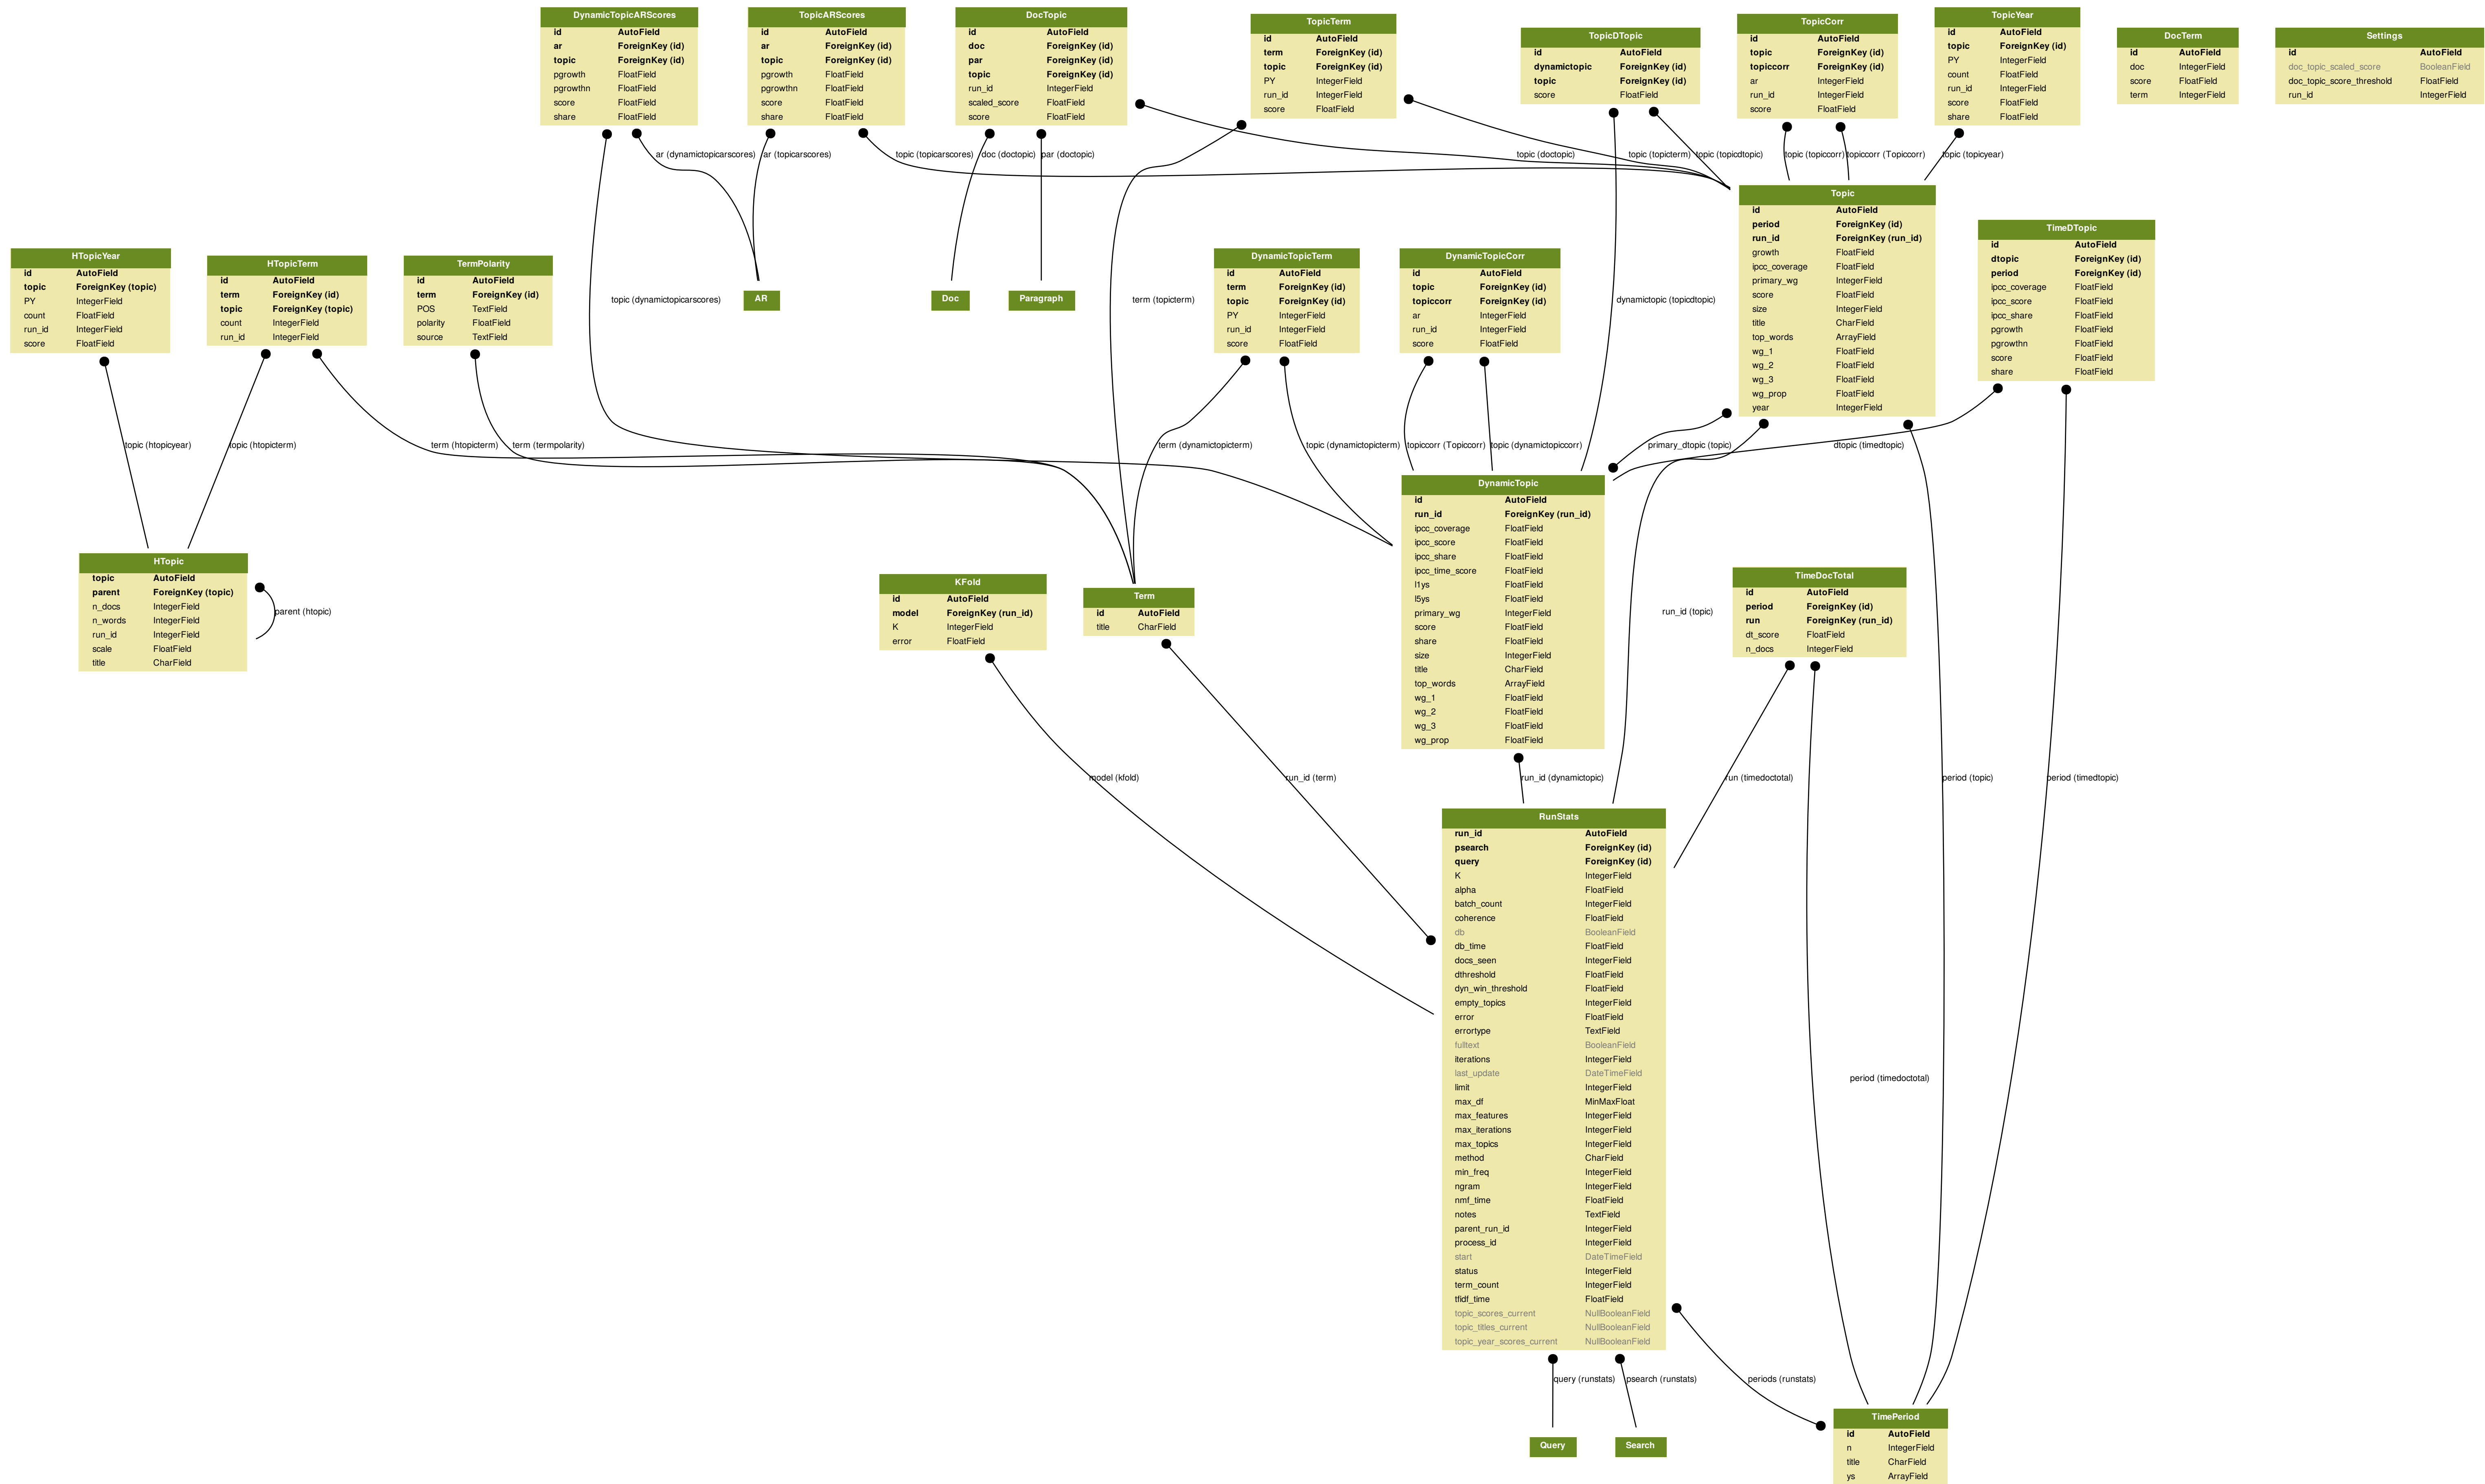 DynamicTopicARScores
id AutoField
ar ForeignKey (id)
topic ForeignKey (id)
pgrowth FloatField
pgrowthn FloatField
score FloatField
share FloatField
TopicARScores
id AutoField
ar ForeignKey (id)
topic ForeignKey (id)
pgrowth FloatField
pgrowthn FloatField
score FloatField
share FloatField
DocTopic
id AutoField
doc ForeignKey (id)
par ForeignKey (id)
topic ForeignKey (id)
run_id IntegerField
scaled_score FloatField
score FloatField
TopicTerm
id AutoField
term ForeignKey (id)
topic ForeignKey (id)
PY IntegerField
run_id IntegerField
score FloatField
TopicDTopic
id AutoField
dynamictopic ForeignKey (id)
topic ForeignKey (id)
score FloatField
TopicCorr
id AutoField
topic ForeignKey (id)
topiccorr ForeignKey (id)
ar IntegerField
run_id IntegerField
score FloatField
TopicYear
id AutoField
topic ForeignKey (id)
PY IntegerField
count FloatField
run_id IntegerField
score FloatField
share FloatField
DocTerm
id AutoField
doc IntegerField
score FloatField
term IntegerField
Settings
id AutoField
doc_topic_scaled_score BooleanField
doc_topic_score_threshold FloatField
run_id IntegerField
ar (dynamictopicarscores)
ar (topicarscores)
topic (topicarscores)
doc (doctopic)
par (doctopic)
topic (doctopic)
topic (topicterm)
topic (topicdtopic)
topic (topiccorr)
topiccorr (Topiccorr)
topic (topicyear)
HTopicYear
id AutoField
topic ForeignKey (topic)
PY IntegerField
count FloatField
run_id IntegerField
score FloatField
HTopicTerm
id AutoField
term ForeignKey (id)
topic ForeignKey (topic)
count IntegerField
run_id IntegerField
TermPolarity
id AutoField
term ForeignKey (id)
POS TextField
polarity FloatField
source TextField
topic (dynamictopicarscores)
AR
Doc
Paragraph
term (topicterm)
DynamicTopicTerm
id AutoField
term ForeignKey (id)
topic ForeignKey (id)
PY IntegerField
run_id IntegerField
score FloatField
DynamicTopicCorr
id AutoField
topic ForeignKey (id)
topiccorr ForeignKey (id)
ar IntegerField
run_id IntegerField
score FloatField
dynamictopic (topicdtopic)
Topic
id AutoField
period ForeignKey (id)
run_id ForeignKey (run_id)
growth FloatField
ipcc_coverage FloatField
primary_wg IntegerField
score FloatField
size IntegerField
title CharField
top_words ArrayField
wg_1 FloatField
wg_2 FloatField
wg_3 FloatField
wg_prop FloatField
year IntegerField
TimeDTopic
id AutoField
dtopic ForeignKey (id)
period ForeignKey (id)
ipcc_coverage FloatField
ipcc_score FloatField
ipcc_share FloatField
pgrowth FloatField
pgrowthn FloatField
score FloatField
share FloatField
topic (htopicyear)
topic (htopicterm)
term (htopicterm)
term (termpolarity)
term (dynamictopicterm)
topic (dynamictopicterm)
topiccorr (Topiccorr)
topic (dynamictopiccorr)
primary_dtopic (topic)
dtopic (timedtopic)
HTopic
topic AutoField
parent ForeignKey (topic)
n_docs IntegerField
n_words IntegerField
run_id IntegerField
scale FloatField
title CharField
parent (htopic)
KFold
id AutoField
model ForeignKey (run_id)
K IntegerField
error FloatField
Term
id AutoField
title CharField
DynamicTopic
id AutoField
run_id ForeignKey (run_id)
ipcc_coverage FloatField
ipcc_score FloatField
ipcc_share FloatField
ipcc_time_score FloatField
l1ys FloatField
l5ys FloatField
primary_wg IntegerField
score FloatField
share FloatField
size IntegerField
title CharField
top_words ArrayField
wg_1 FloatField
wg_2 FloatField
wg_3 FloatField
wg_prop FloatField
run_id (topic)
TimeDocTotal
id AutoField
period ForeignKey (id)
run ForeignKey (run_id)
dt_score FloatField
n_docs IntegerField
model (kfold)
run_id (term)
run_id (dynamictopic)
run (timedoctotal)
period (topic)
period (timedtopic)
RunStats
run_id AutoField
psearch ForeignKey (id)
query ForeignKey (id)
K IntegerField
alpha FloatField
batch_count IntegerField
coherence FloatField
db BooleanField
db_time FloatField
docs_seen IntegerField
dthreshold FloatField
dyn_win_threshold FloatField
empty_topics IntegerField
error FloatField
errortype TextField
fulltext BooleanField
iterations IntegerField
last_update DateTimeField
limit IntegerField
max_df MinMaxFloat
max_features IntegerField
max_iterations IntegerField
max_topics IntegerField
method CharField
min_freq IntegerField
ngram IntegerField
nmf_time FloatField
notes TextField
parent_run_id IntegerField
process_id IntegerField
start DateTimeField
status IntegerField
term_count IntegerField
tfidf_time FloatField
topic_scores_current NullBooleanField
topic_titles_current NullBooleanField
topic_year_scores_current NullBooleanField
period (timedoctotal)
query (runstats)
psearch (runstats)
periods (runstats)
Query
Search
TimePeriod
id AutoField
n IntegerField
title CharField
ys ArrayField